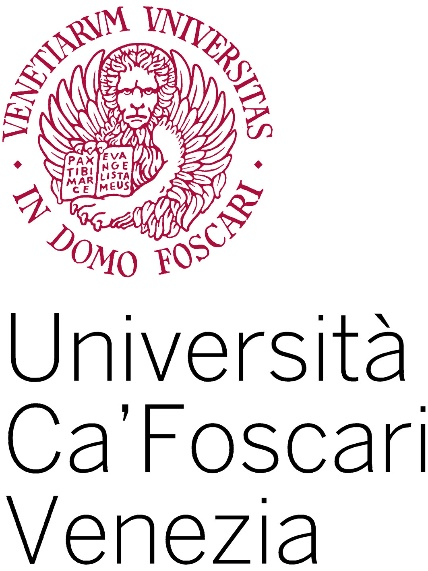 VENETIARVM VNIVERSITAS
· IN DOMO FOSCARI ·
PAX
TIBI
MAR
CE
EVA
NGE
LISTA
MEUS
Università
Ca'Foscari
Venezia